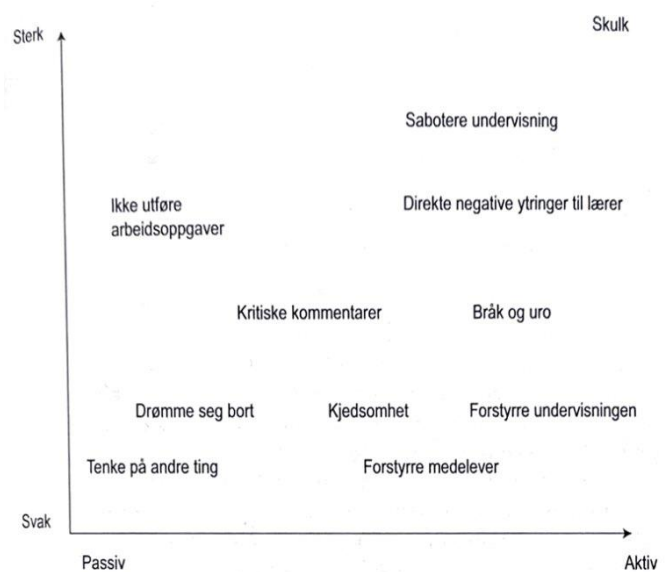 Skulk
Sterk
Sabotere undervisning
Ikke utføre
arbeidsoppgaver
Direkte negative ytringer til lærer
Kritiske kommentarer
Bråk og uro
Drømme seg bort
Kjedsomhet
Forstyrre undervisningen
Tenke på andre ting
Forstyrre medelever
Svak
Passiv
Aktiv